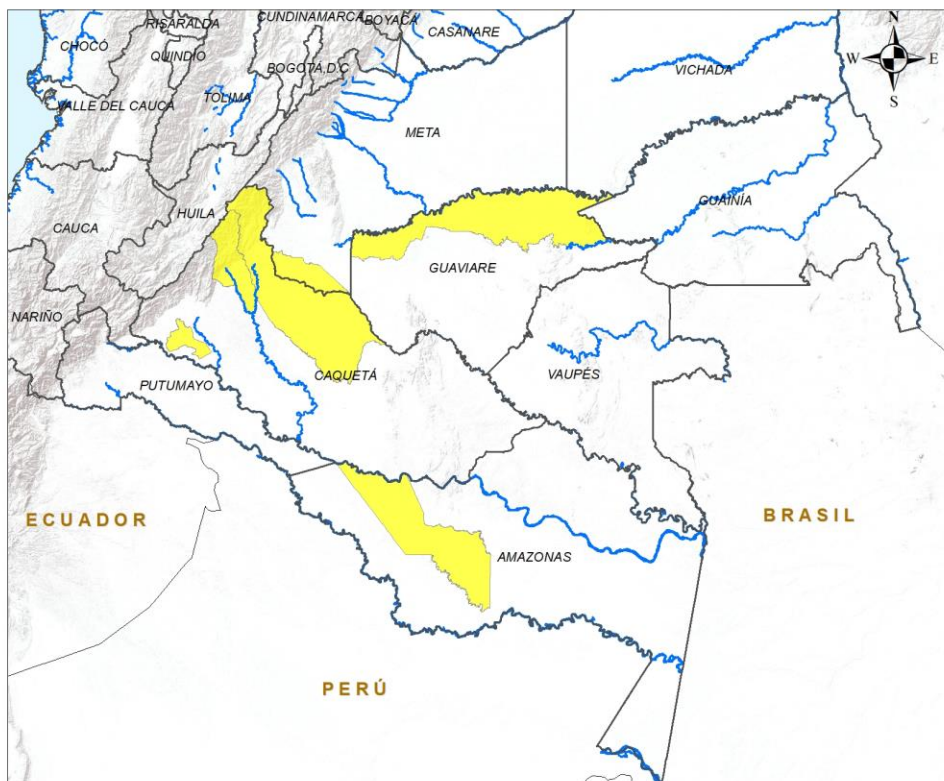 CUNDINAMARCA
BOYACÁ
RISARALDA
CASANARE
N
CHOCÓ
QUINDIO
BOGOTÁ,D.C
W
E
VICHADA
S
VALLE DEL CAUCA
TOLIMA
META
HUILA
GUAINÍA
CAUCA
GUAVIARE
NARIÑO
CAQUETÁ
VAUPÉS
PUTUMAYO
ECUADOR
BRASIL
AMAZONAS
PERÚ